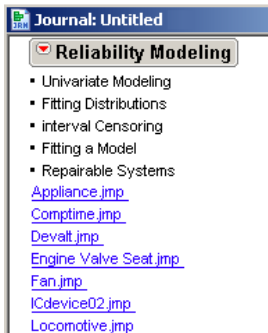 Journal: Untitled
Reliability Modeling
▪ Univariate Modeling
▪ Fitting Distributions
▪ interval Censoring
▪ Fitting a Model
▪ Repairable Systems
Appliance.jmp
Comptime.jmp
Devalt.jmp
Engine Valve Seat.jmp
Fan.jmp
ICdevice02.jmp
Locomotive.jmp